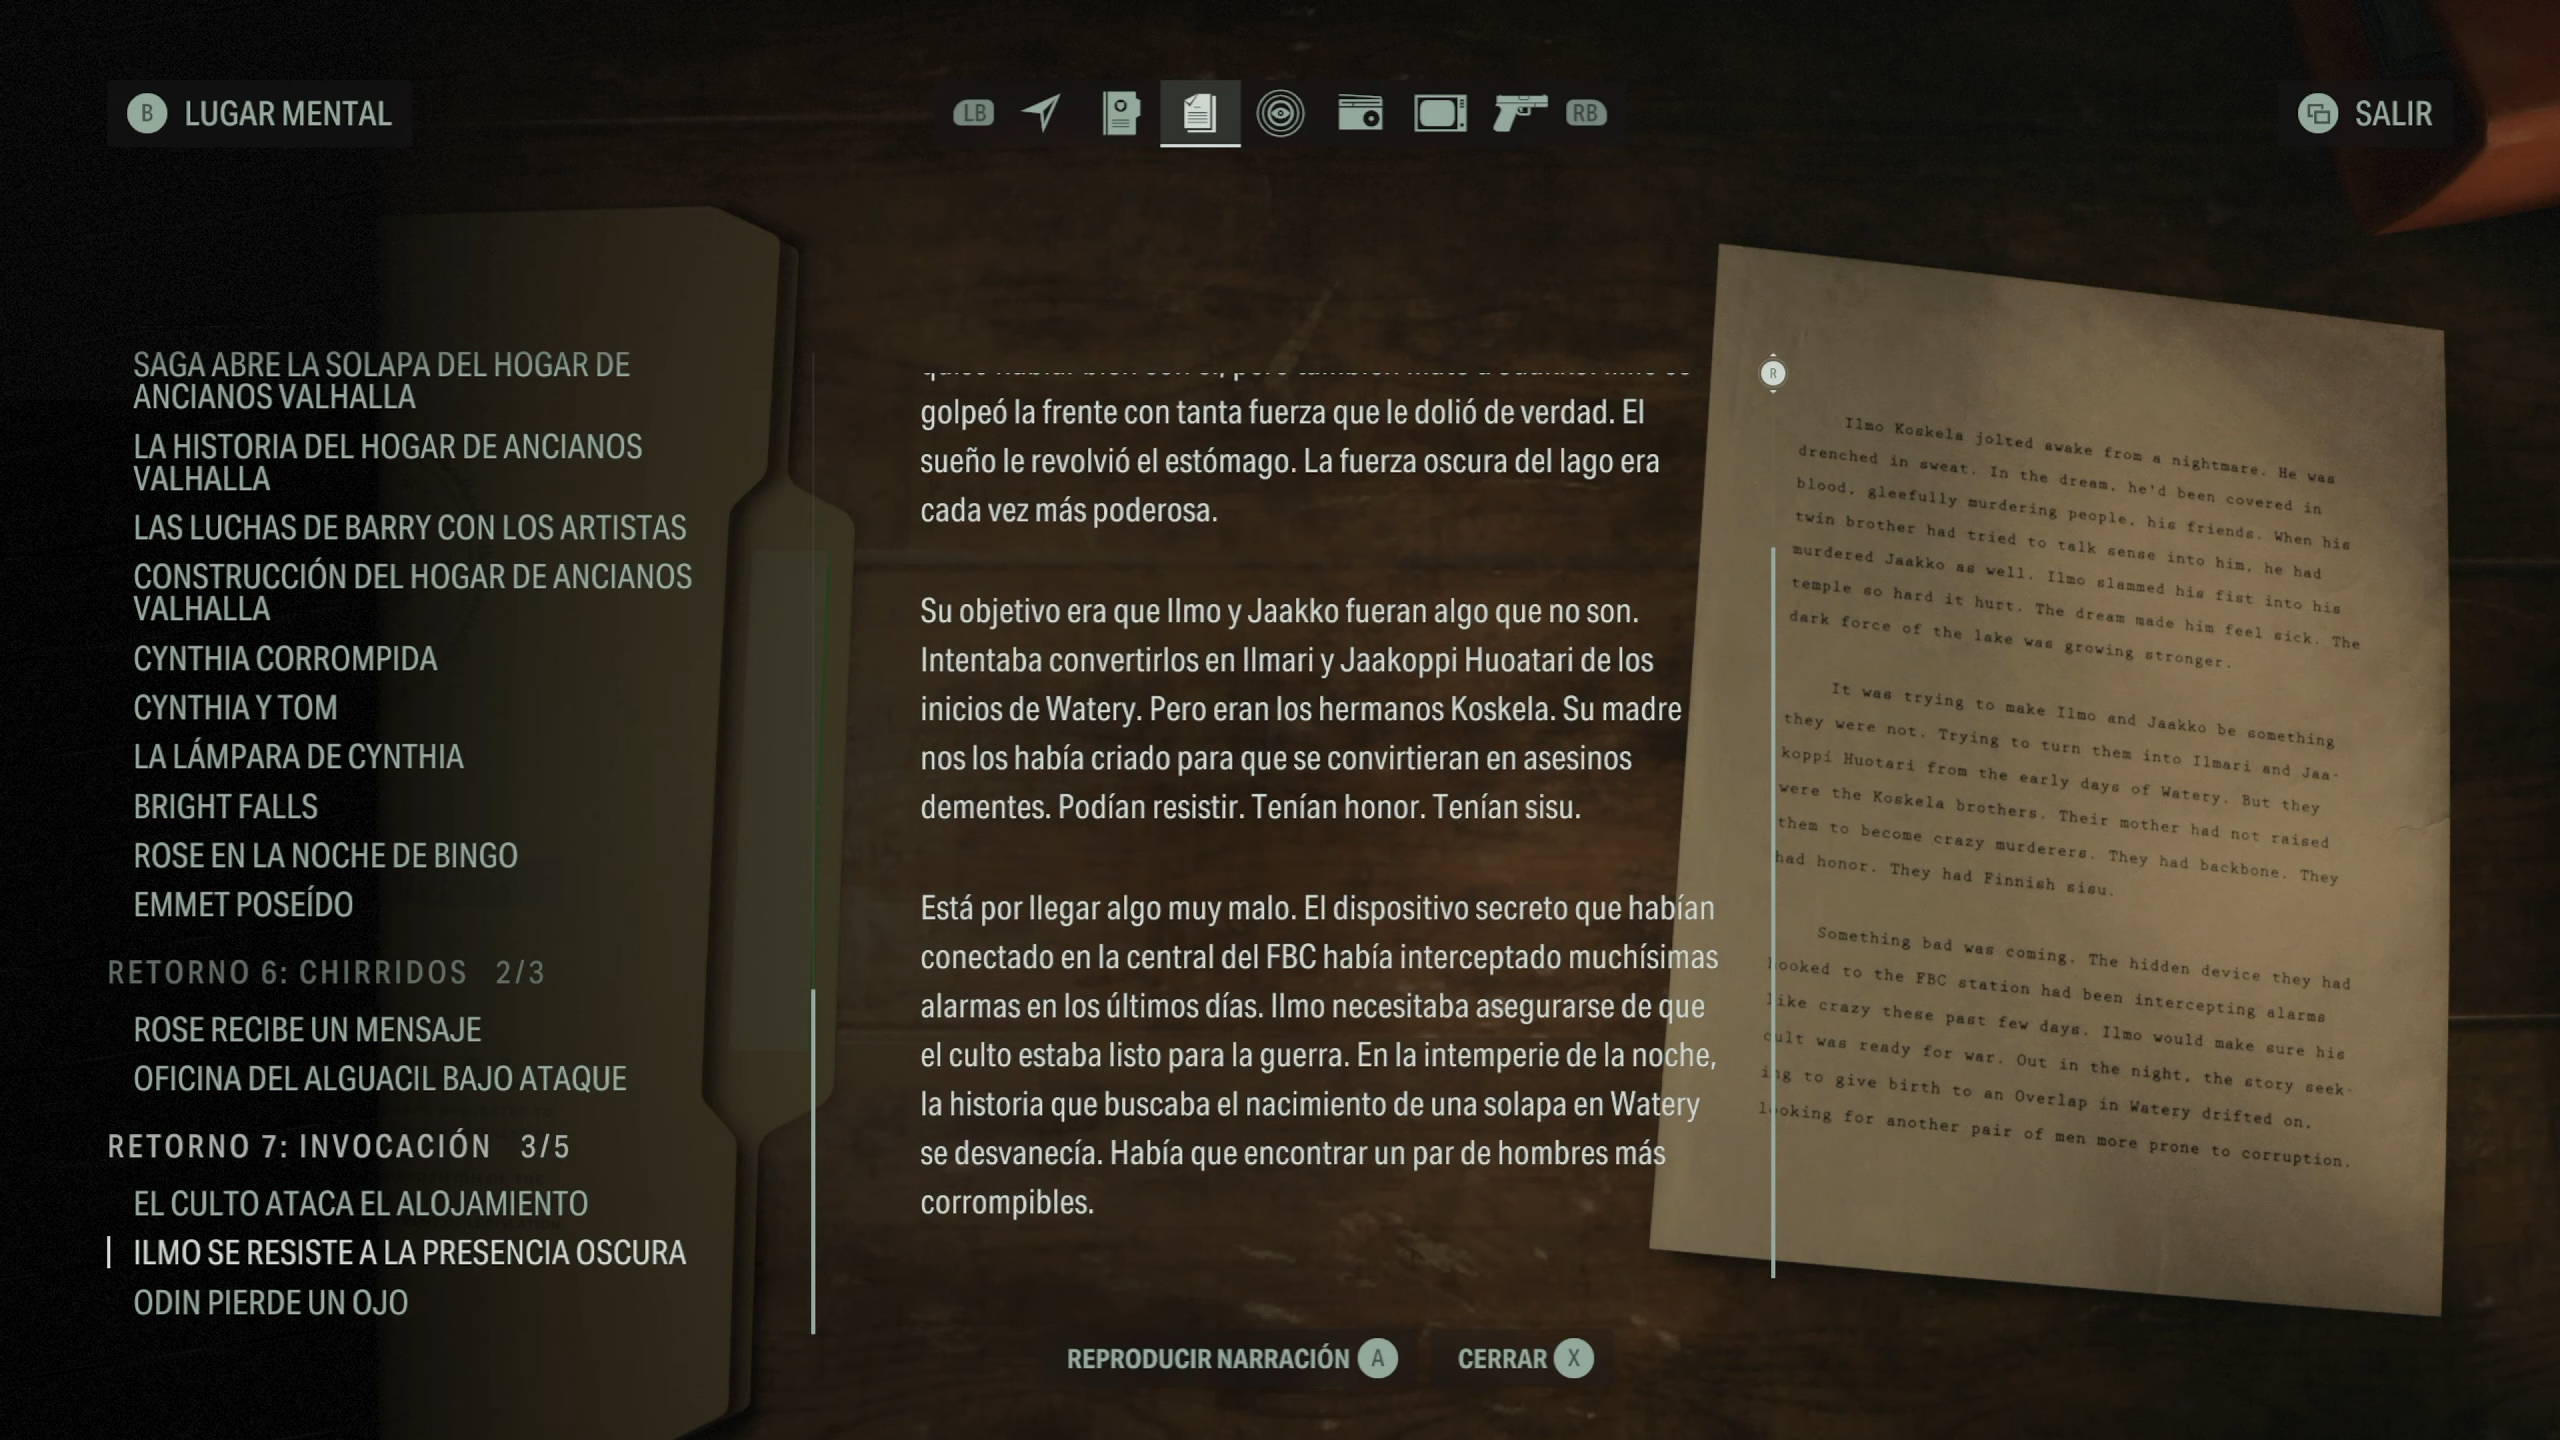 B LUGAR MENTAL
LB
RB
SALIR
SAGA ABRE LA SOLAPA DEL HOGAR DE
ANCIANOS VALHALLA
LA HISTORIA DEL HOGAR DE ANCIANOS
VALHALLA
LAS LUCHAS DE BARRY CON LOS ARTISTAS
CONSTRUCCIÓN DEL HOGAR DE ANCIANOS
VALHALLA
CYNTHIA CORROMPIDA
CYNTHIA Y TOM
LA LÁMPARA DE CYNTHIA
BRIGHT FALLS
ROSE EN LA NOCHE DE BINGO
EMMET POSEÍDO
RETORNO 6: CHIRRIDOS 2/3
ROSE RECIBE UN MENSAJE
OFICINA DEL ALGUACIL BAJO ATAQUE
RETORNO 7: INVOCACIÓN 3/5
EL CULTO ATACA EL ALOJAMIENTO
ILMO SE RESISTE A LA PRESENCIA OSCURA
ODIN PIERDE UN OJO
golpeó la frente con tanta fuerza que le dolió de verdad. El
sueño le revolvió el estómago. La fuerza oscura del lago era
cada vez más poderosa.
Su objetivo era que Ilmo y Jaakko fueran algo que no son.
Intentaba convertirlos en Ilmari y Jaakoppi Huoatari de los
inicios de Watery. Pero eran los hermanos Koskela. Su madre
nos los había criado para que se convirtieran en asesinos
dementes. Podían resistir. Tenían honor. Tenían sisu.
Está por llegar algo muy malo. El dispositivo secreto que habían
conectado en la central del FBC había interceptado muchísimas
alarmas en los últimos días. Ilmo necesitaba asegurarse de que
el culto estaba listo para la guerra. En la intemperie de la noche,
la historia que buscaba el nacimiento de una solapa en Watery
se desvanecía. Había que encontrar un par de hombres más
corrompibles.
R
Ilmo Koskela jolted awake from a nightmare. He was
drenched in sweat. In the dream, he'd been covered in
blood, gleefully murdering people, his friends. When his
twin brother had tried to talk sense into him, he had
murdered Jaakko as well. Ilmo slammed his fist into his
temple so hard it hurt. The dream made him feel sick. The
dark force of the lake was growing stronger.
It was trying to make Ilmo and Jaakko be something
they were not. Trying to turn them into Ilmari and Jaa-
koppi Huotari from the early days of Watery. But they
were the Koskela brothers. Their mother had not raised
them to become crazy murderers. They had backbone. They
had honor. They had Finnish sisu.
Something bad was coming. The hidden device they had
hooked to the FBC station had been intercepting alarms
like crazy these past few days. Ilmo would make sure his
cult was ready for war. Out in the night, the story seek-
ing to give birth to an Overlap in Watery drifted on,
looking for another pair of men more prone to corruption.
REPRODUCIR NARRACIÓN A
CERRAR X